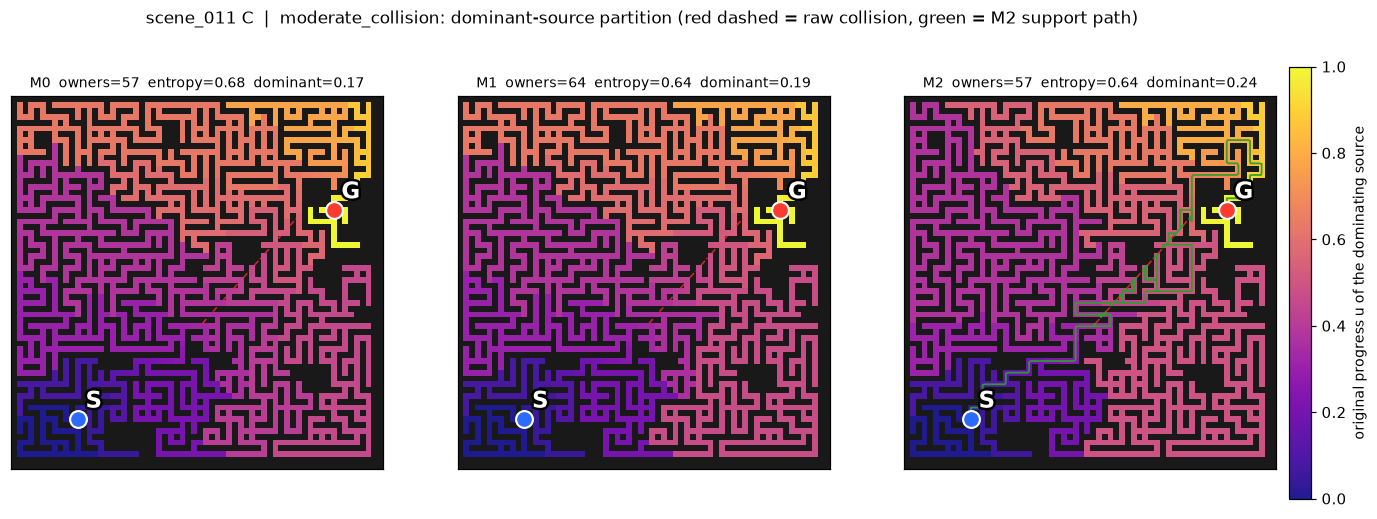 scene_011 C | moderate_collision: dominant-source partition (red dashed = raw collision, green = M2 support path)
M0 owners=57 entropy=0.68 dominant=0.17
M1 owners=64 entropy=0.64 dominant=0.19
M2 owners=57 entropy=0.64 dominant=0.24
G
S
G
S
G
S
1.0
0.8
0.6
0.4
0.2
0.0
original progress u of the dominating source